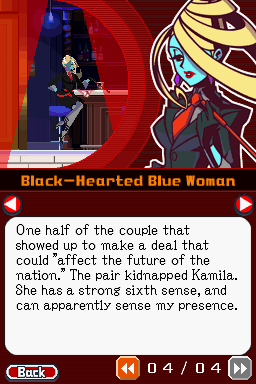 Black-Hearted Blue Woman
One half of the couple that
showed up to make a deal that
could "affect the future of the
nation." The pair kidnapped Kamila.
She has a strong sixth sense, and
can apparently sense my presence.
Back
04/04